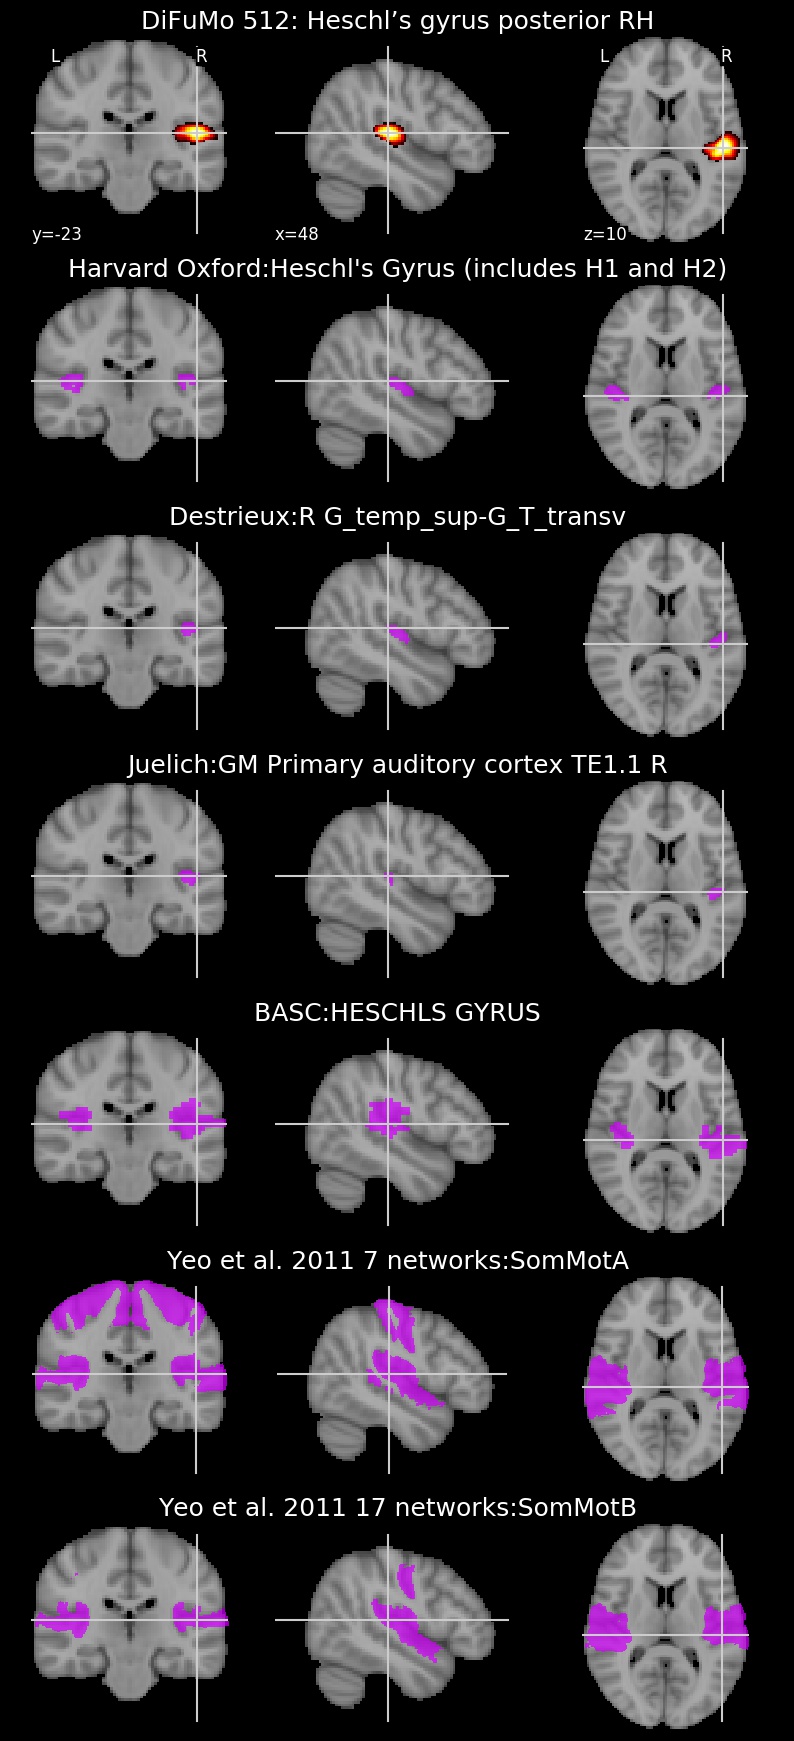 DiFuMo 512: Heschl’s gyrus posterior RH
L R L R
y=-23 x=48 z=10
Harvard Oxford:Heschl's Gyrus (includes H1 and H2)
Destrieux:R G_temp_sup-G_T_transv
Juelich:GM Primary auditory cortex TE1.1 R
BASC:HESCHLS GYRUS
Yeo et al. 2011 7 networks:SomMotA
Yeo et al. 2011 17 networks:SomMotB